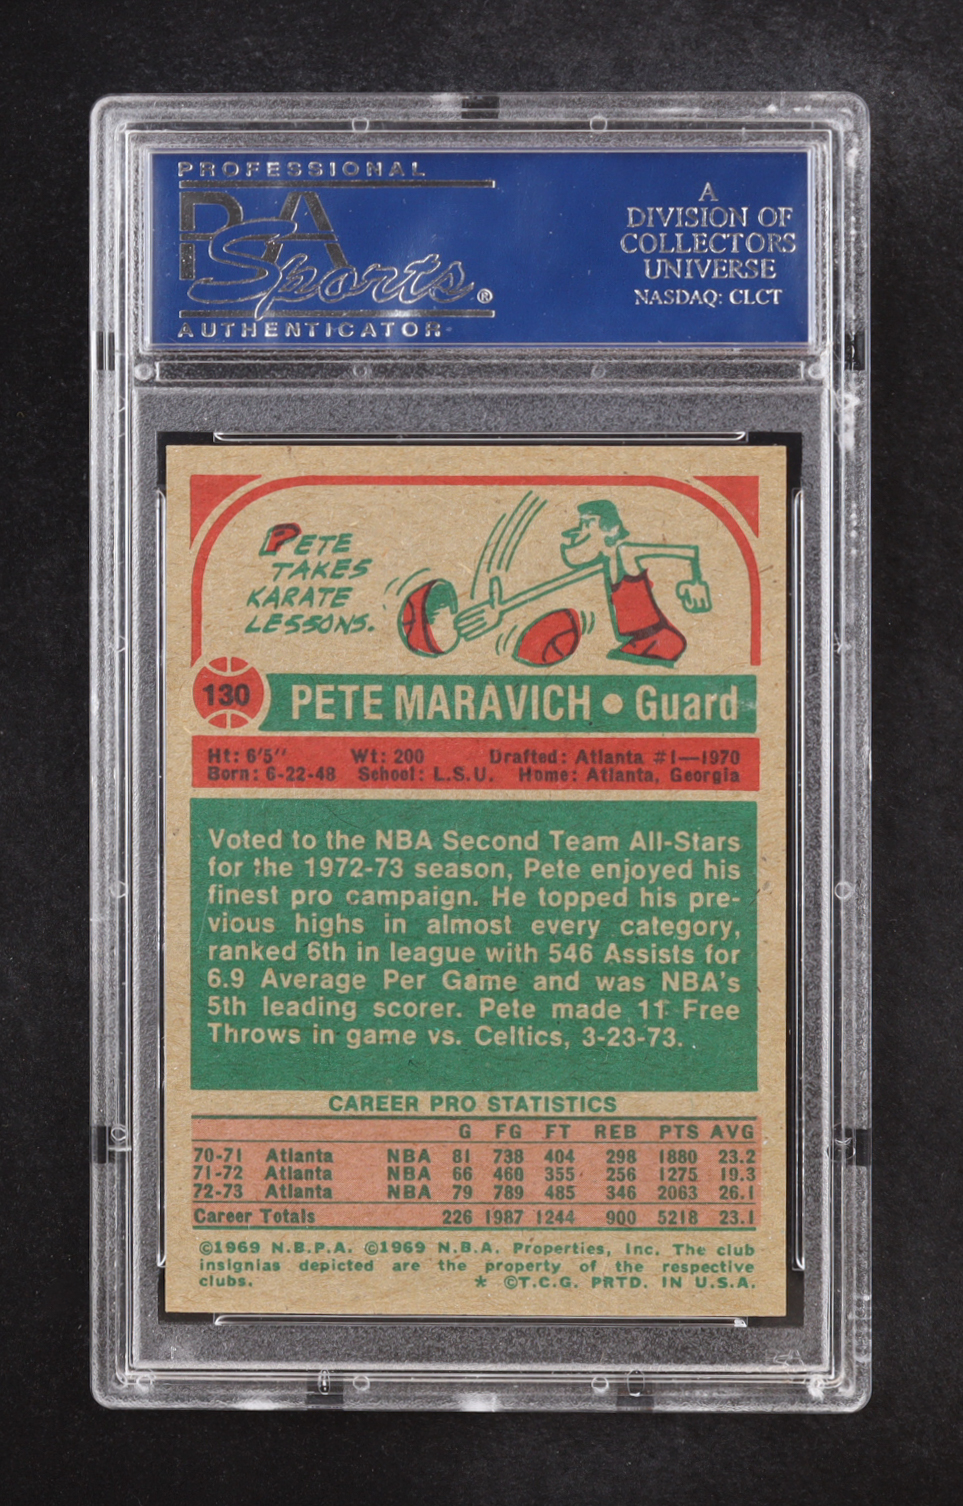 PROFESSIONAL
PSA
Sports®
AUTHENTICATOR
A
DIVISION OF
COLLECTORS
UNIVERSE
NASDAQ: CLCT
PETE
TAKES
KARATE
LESSONS.
130 PETE MARAVICH • Guard
Ht: 6'5" Wt: 200 Drafted: Atlanta #1—1970
Born: 6-22-48 School: L.S.U. Home: Atlanta, Georgia
Voted to the NBA Second Team All-Stars
for the 1972-73 season, Pete enjoyed his
finest pro campaign. He topped his pre-
vious highs in almost every category,
ranked 6th in league with 546 Assists for
6.9 Average Per Game and was NBA's
5th leading scorer. Pete made 11 Free
Throws in game vs. Celtics, 3-23-73.
CAREER PRO STATISTICS
G FG FT REB PTS AVG
70-71 Atlanta NBA 81 738 404 298 1880 23.2
71-72 Atlanta NBA 66 460 355 256 1275 19.3
72-73 Atlanta NBA 79 789 485 346 2063 26.1
Career Totals 226 1987 1244 900 5218 23.1
©1969 N.B.P.A. ©1969 N.B.A. Properties, Inc. The club
insignias depicted are the property of the respective
clubs. * ©T.C.G. PRTD. IN U.S.A.